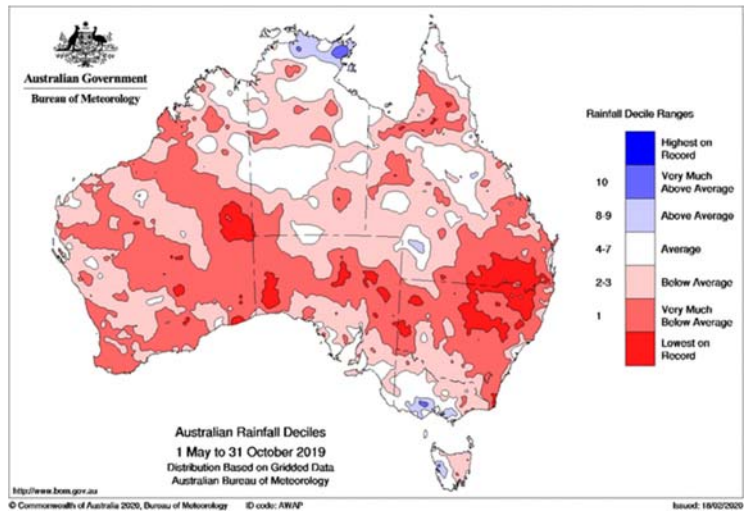 Australian Government
Bureau of Meteorology
Rainfall Decile Ranges
Highest on
Record
10
Very Much
Above Average
8-9
Above Average
4-7
Average
2-3
Below Average
1
Very Much
Below Average
Lowest on
Record
Australian Rainfall Deciles
1 May to 31 October 2019
Distribution Based on Gridded Data
Australian Bureau of Meteorology
http://www.bom.gov.au
© Commonwealth of Australia 2020, Bureau of Meteorology ID code: AWAP Issued: 18/02/2020